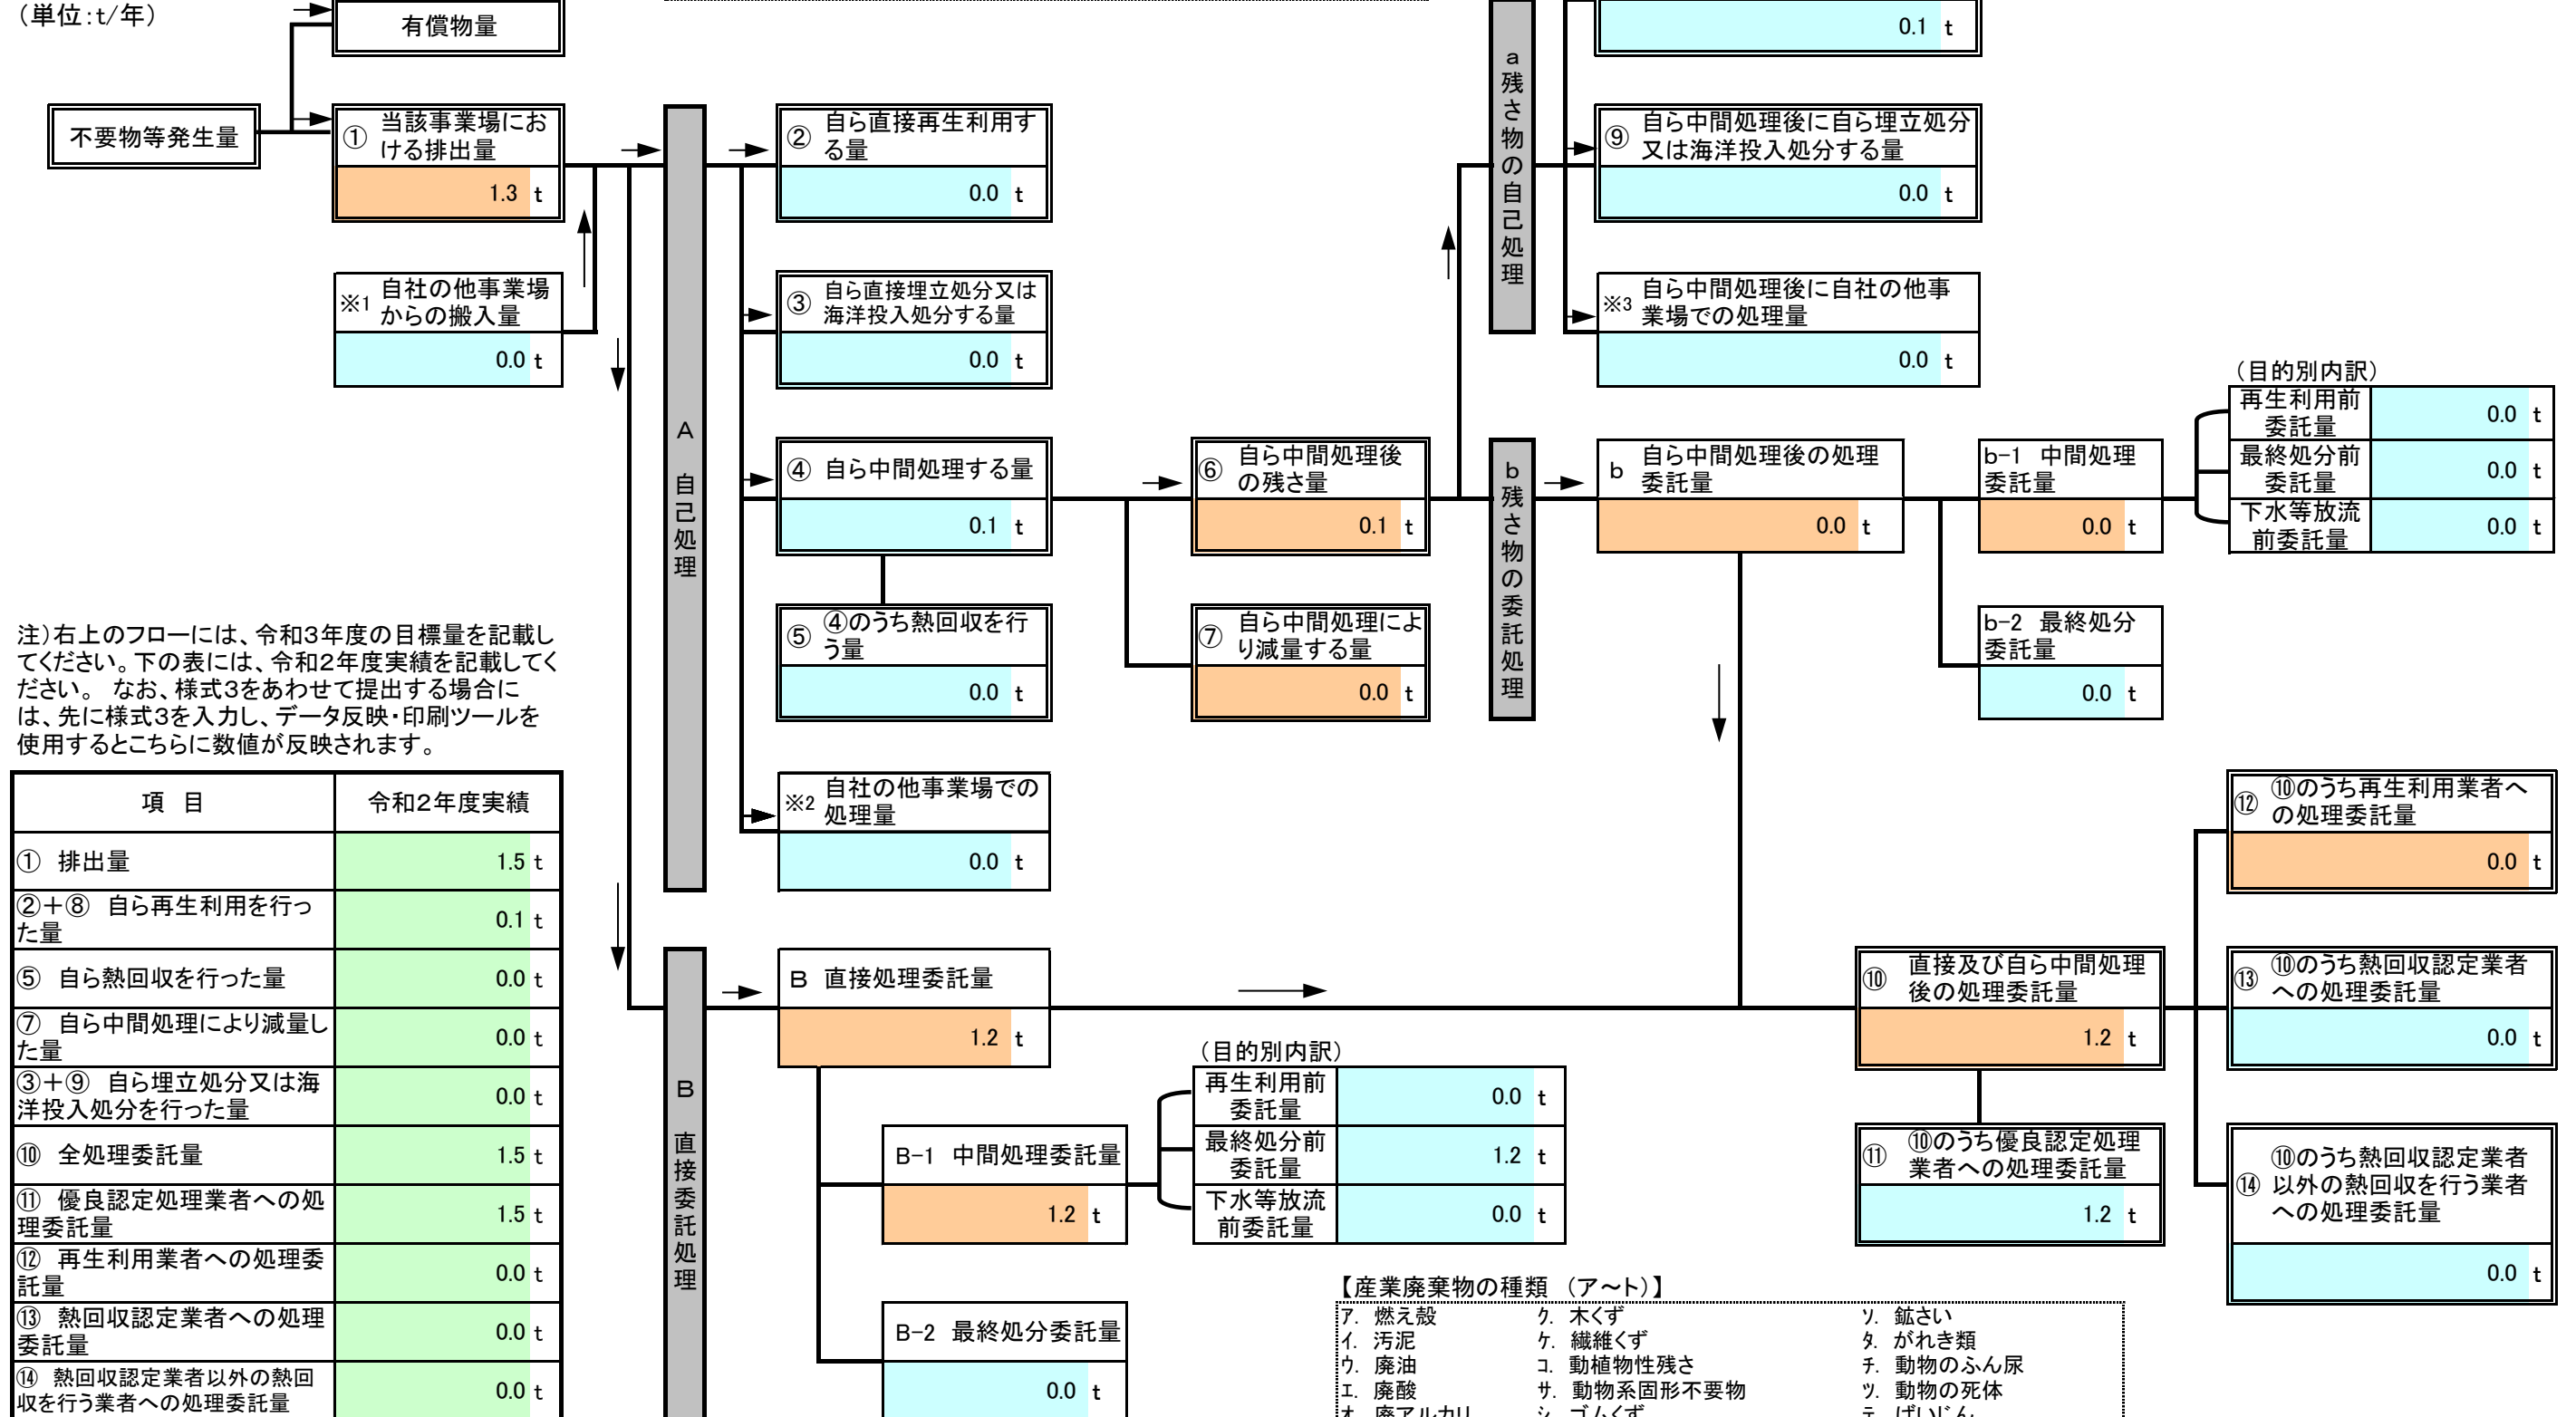 （単位：t/年）
有償物量
不要物等発生量
① 当該事業場にお
ける排出量
1.3 t
※1 自社の他事業場
からの搬入量
0.0 t
A 自己処理
② 自ら直接再生利用す
る量
0.0 t
③ 自ら直接埋立処分又は
海洋投入処分する量
0.0 t
④ 自ら中間処理する量
0.1 t
⑤ ④のうち熱回収を行
う量
0.0 t
※2 自社の他事業場での
処理量
0.0 t
⑥ 自ら中間処理後
の残さ量
0.1 t
⑦ 自ら中間処理によ
り減量する量
0.0 t
a 残さ物の自己処理
0.1 t
⑨ 自ら中間処理後に自ら埋立処分
又は海洋投入処分する量
0.0 t
※3 自ら中間処理後に自社の他事
業場での処理量
0.0 t
b 残さ物の委託処理
b 自ら中間処理後の処理
委託量
0.0 t
b-1 中間処理
委託量
0.0 t
（目的別内訳）
再生利用前
委託量
0.0 t
最終処分前
委託量
0.0 t
下水等放流
前委託量
0.0 t
b-2 最終処分
委託量
0.0 t
注）右上のフローには、令和3年度の目標量を記載し
てください。下の表には、令和2年度実績を記載してく
ださい。 なお、様式3をあわせて提出する場合に
は、先に様式3を入力し、データ反映・印刷ツールを
使用するとこちらに数値が反映されます。
項 目 令和2年度実績
① 排出量 1.5 t
②＋⑧ 自ら再生利用を行っ
た量 0.1 t
⑤ 自ら熱回収を行った量 0.0 t
⑦ 自ら中間処理により減量し
た量 0.0 t
③＋⑨ 自ら埋立処分又は海
洋投入処分を行った量 0.0 t
⑩ 全処理委託量 1.5 t
⑪ 優良認定処理業者への処
理委託量 1.5 t
⑫ 再生利用業者への処理委
託量 0.0 t
⑬ 熱回収認定業者への処理
委託量 0.0 t
⑭ 熱回収認定業者以外の熱回
収を行う業者への処理委託量 0.0 t
B 直接委託処理
B 直接処理委託量
1.2 t
B-1 中間処理委託量
1.2 t
（目的別内訳）
再生利用前
委託量
0.0 t
最終処分前
委託量
1.2 t
下水等放流
前委託量
0.0 t
B-2 最終処分委託量
0.0 t
⑩ 直接及び自ら中間処理
後の処理委託量
1.2 t
⑪ ⑩のうち優良認定処理
業者への処理委託量
1.2 t
⑫ ⑩のうち再生利用業者へ
の処理委託量
0.0 t
⑬ ⑩のうち熱回収認定業者
への処理委託量
0.0 t
⑭ ⑩のうち熱回収認定業者
以外の熱回収を行う業者
への処理委託量
0.0 t
【産業廃棄物の種類 （ア～ト）】
ｱ. 燃え殻 ｸ. 木くず ｿ. 鉱さい
ｲ. 汚泥 ｹ. 繊維くず ﾀ. がれき類
ｳ. 廃油 ｺ. 動植物性残さ ﾁ. 動物のふん尿
ｴ. 廃酸 ｻ. 動物系固形不要物 ﾂ. 動物の死体
ｵ. 廃アルカリ ｼ. ゴムくず ﾃ. ばいじん